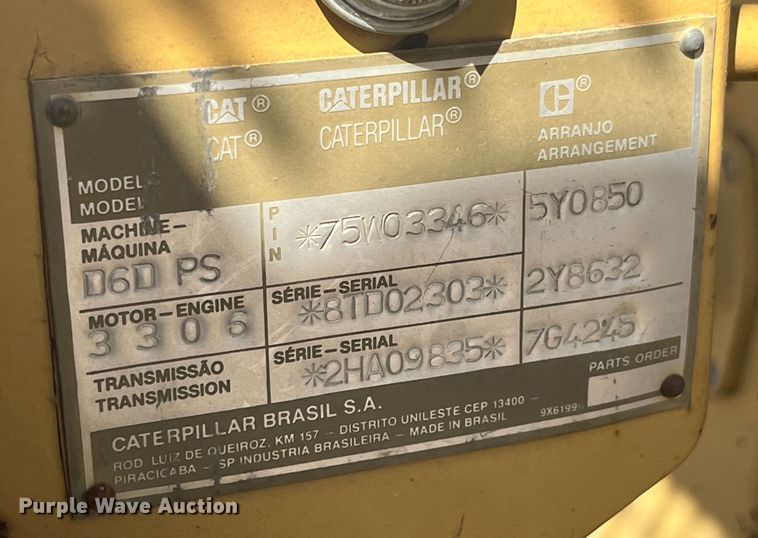 CAT® CATERPILLAR® C®
CAT® CATERPILLAR® ARRANJO
ARRANGEMENT
MODEL
MODEL
MACHINE- PIN *75W03346* 5Y0850
MÁQUINA
D6D PS
MOTOR-ENGINE SÉRIE-SERIAL
3306 *8TD02303* 2Y8632
TRANSMISSÃO SÉRIE-SERIAL
TRANSMISSION *2HA09835* 7G4245
PARTS ORDER
CATERPILLAR BRASIL S.A.
ROD. LUIZ DE QUEIROZ, KM 157 - DISTRITO UNILESTE CEP 13400 - 9X6199
PIRACICABA - SP INDUSTRIA BRASILEIRA - MADE IN BRASIL
Purple Wave Auction